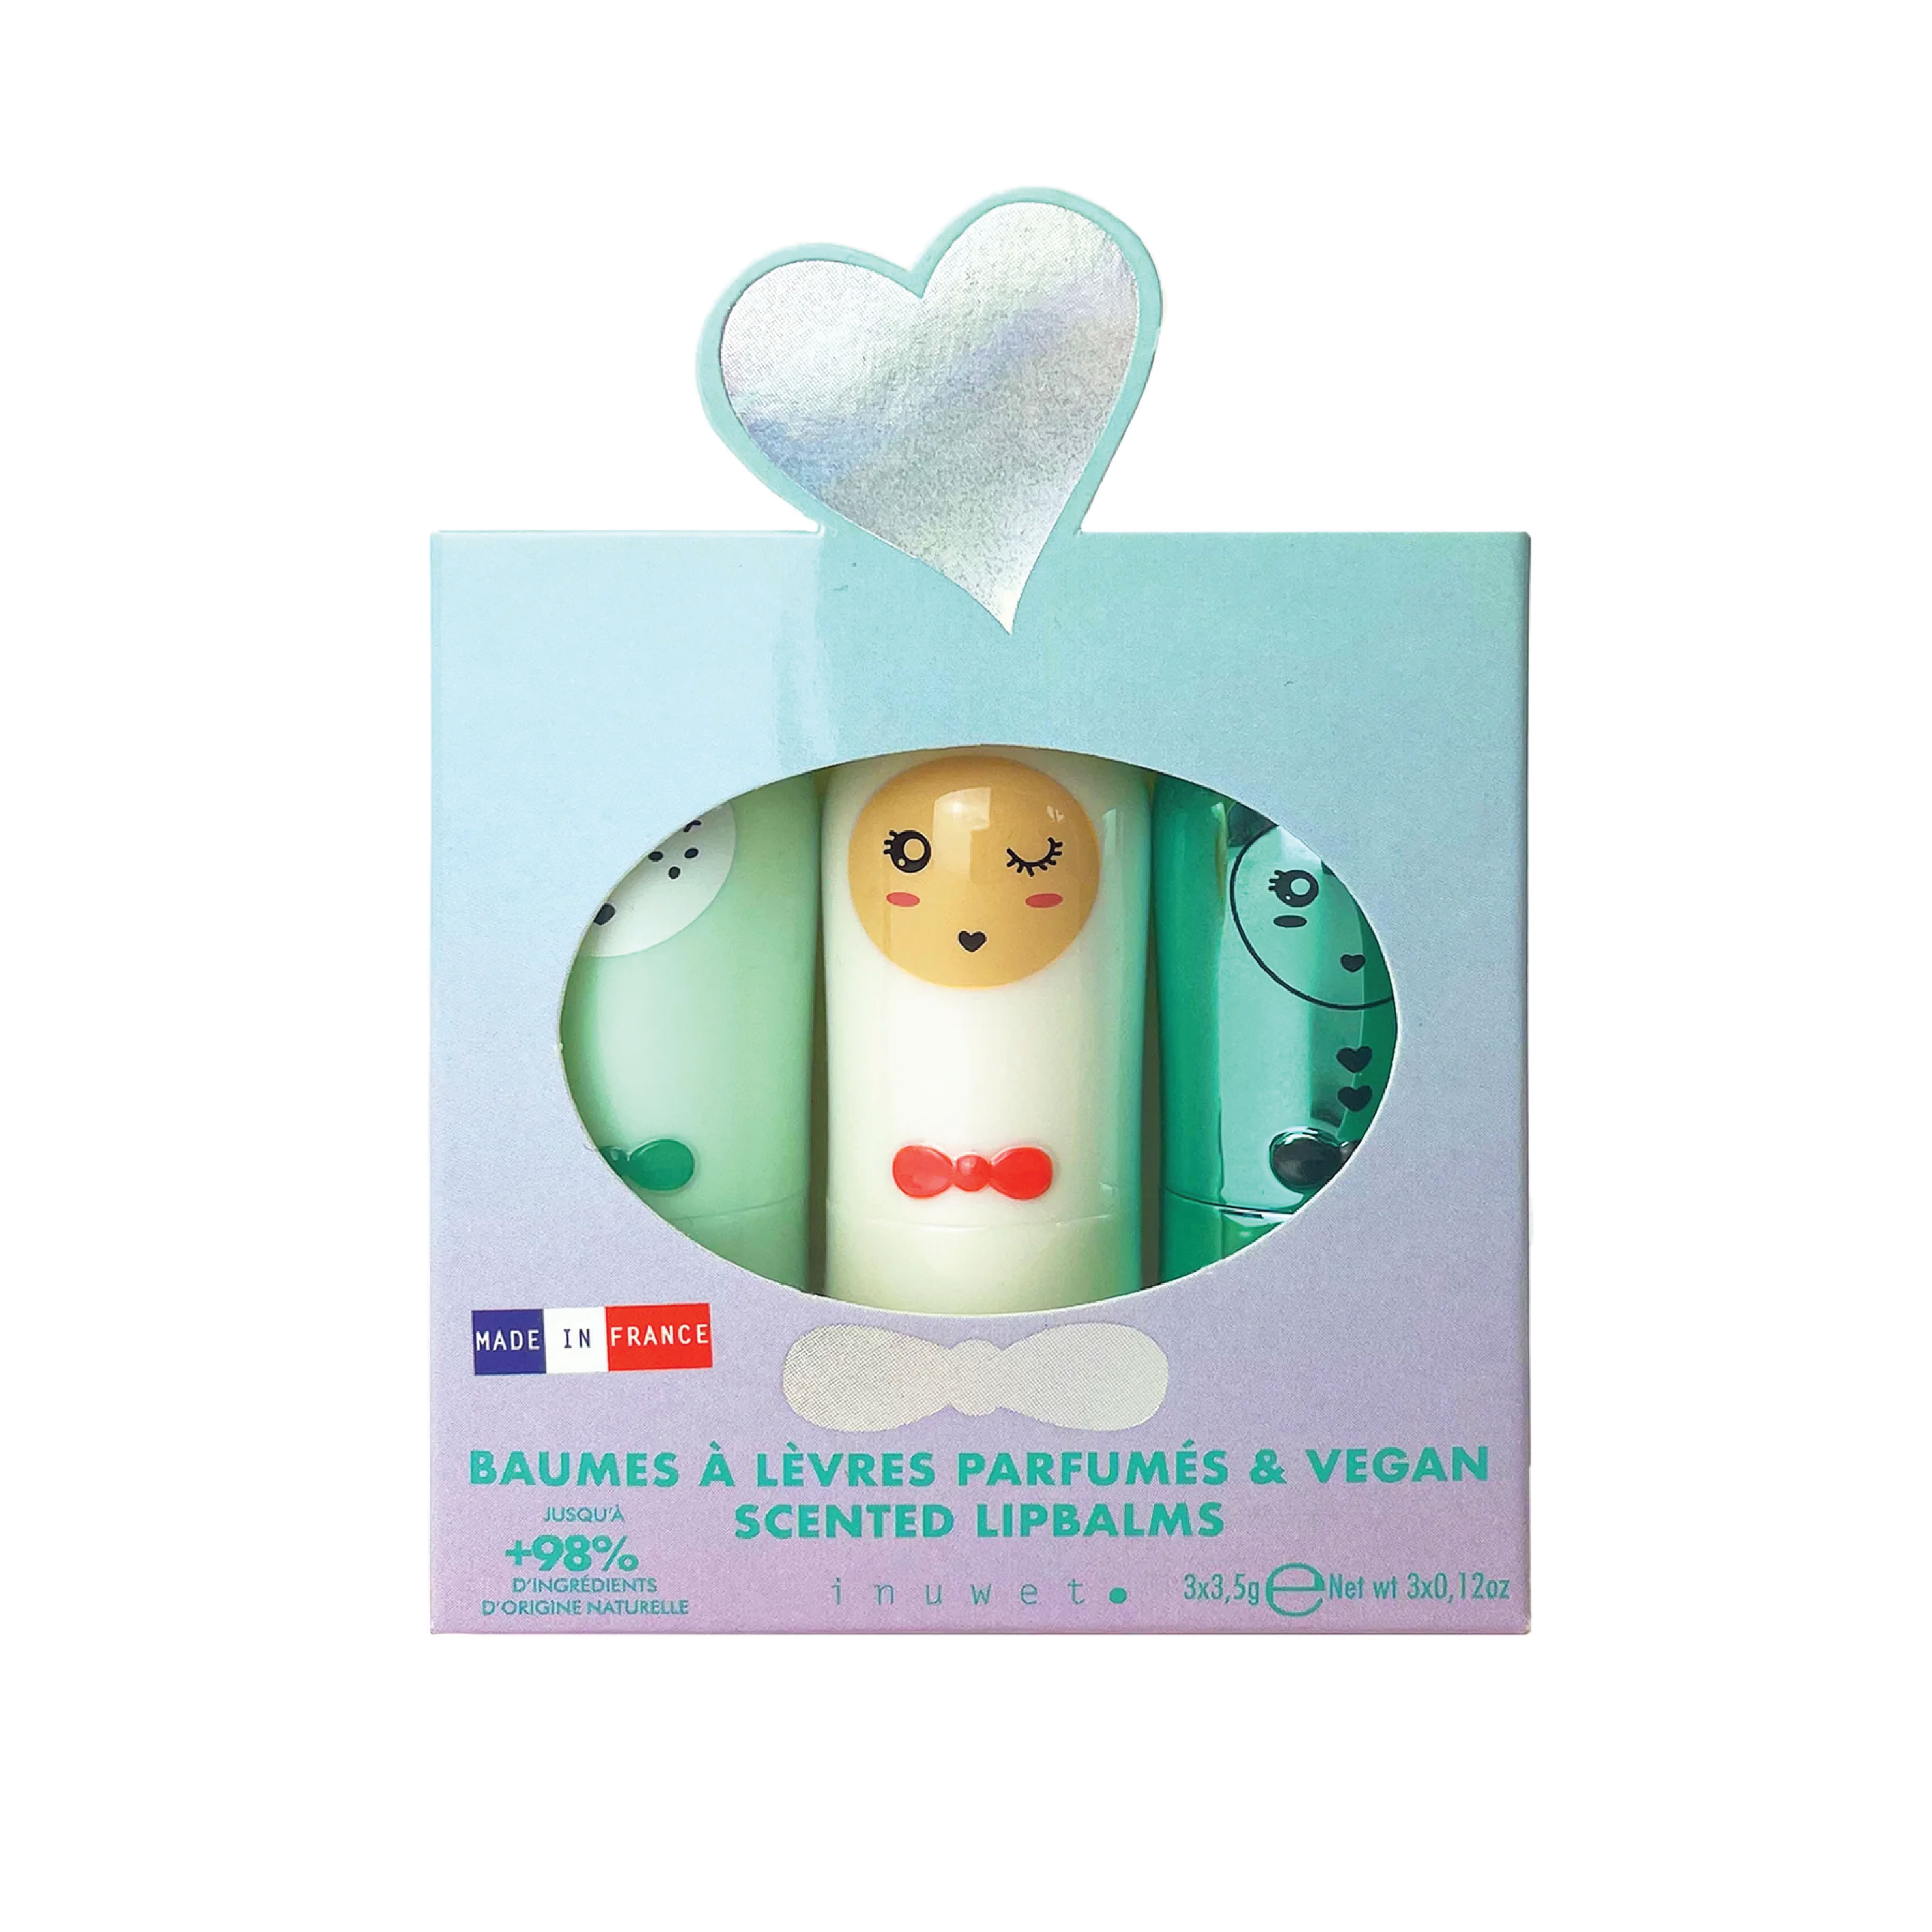 MADE IN FRANCE
BAUMES À LÈVRES PARFUMÉS & VEGAN
SCENTED LIPBALMS
JUSQU'À
+98%
D'INGRÉDIENTS
D'ORIGINE NATURELLE
inuwet.
3x3,5g e Net wt 3x0,12oz